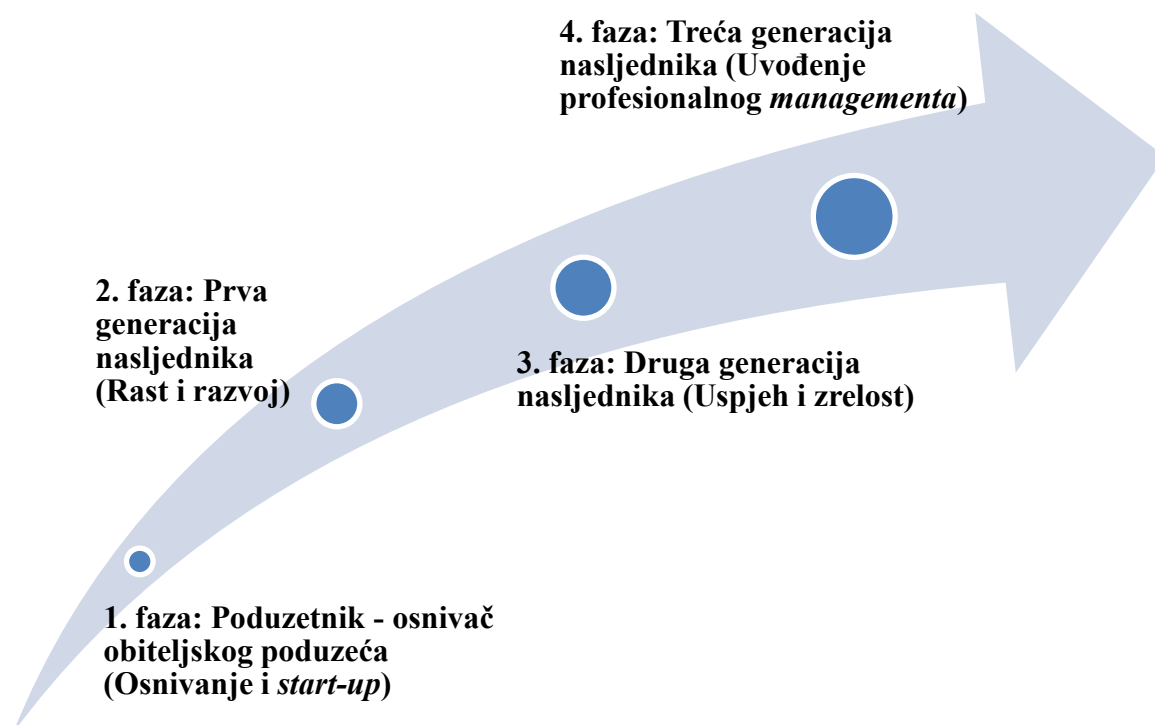 4. faza: Treća generacija
nasljednika (Uvođenje
profesionalnog managementa)
2. faza: Prva
generacija
nasljednika
(Rast i razvoj)
3. faza: Druga generacija
nasljednika (Uspjeh i zrelost)
1. faza: Poduzetnik - osnivač
obiteljskog poduzeća
(Osnivanje i start-up)